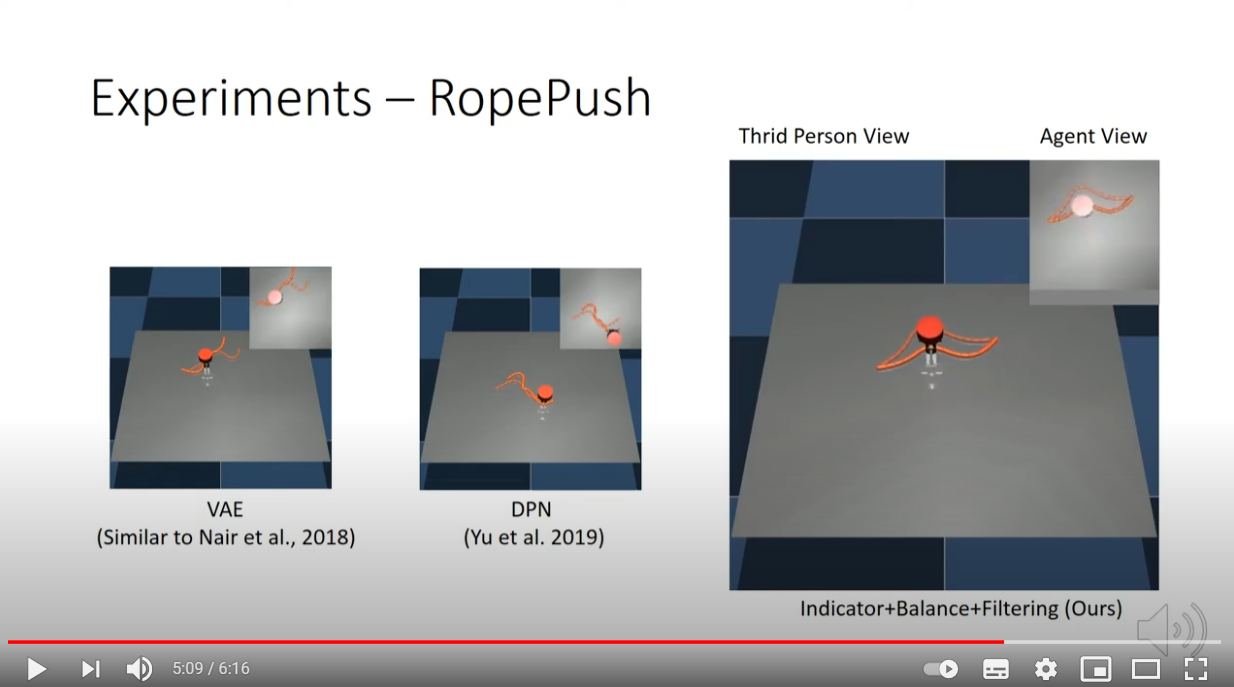 Experiments – RopePush
Thrid Person View
Agent View
VAE
(Similar to Nair et al., 2018)
DPN
(Yu et al. 2019)
Indicator+Balance+Filtering (Ours)
5:09 / 6:16